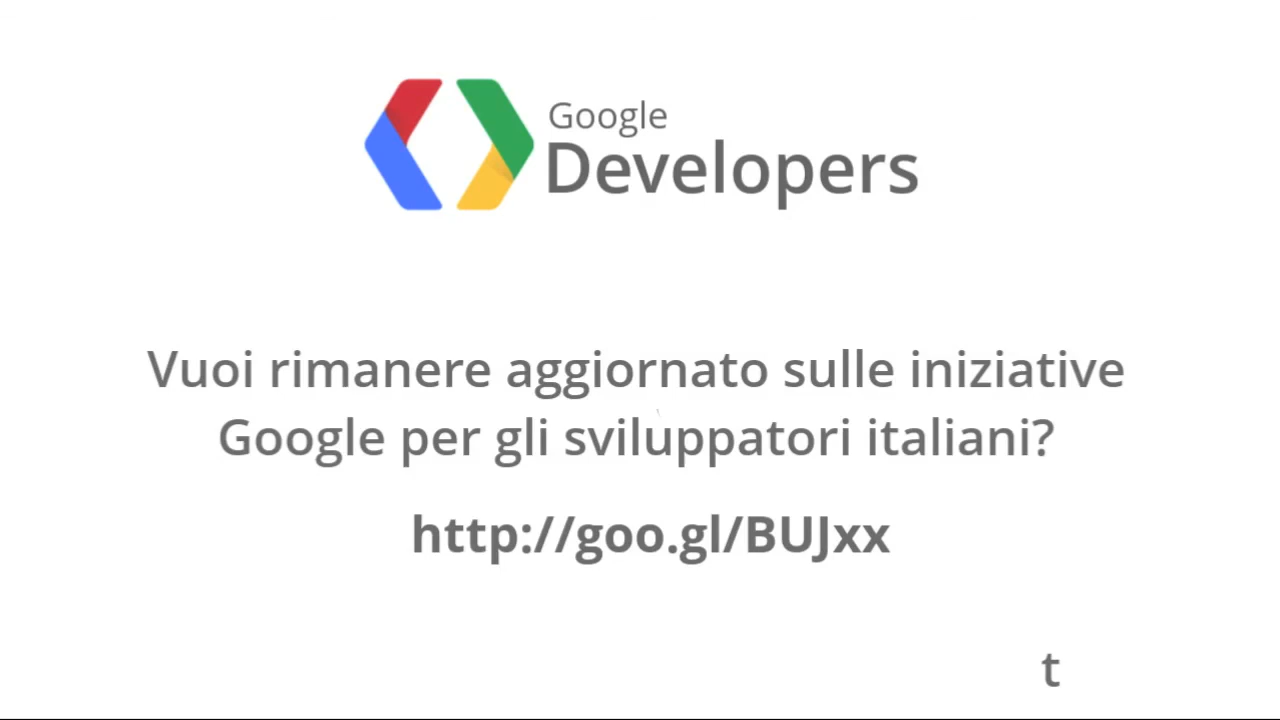 Google
Developers
Vuoi rimanere aggiornato sulle iniziative
Google per gli sviluppatori italiani?
http://goo.gl/BUJxx
t